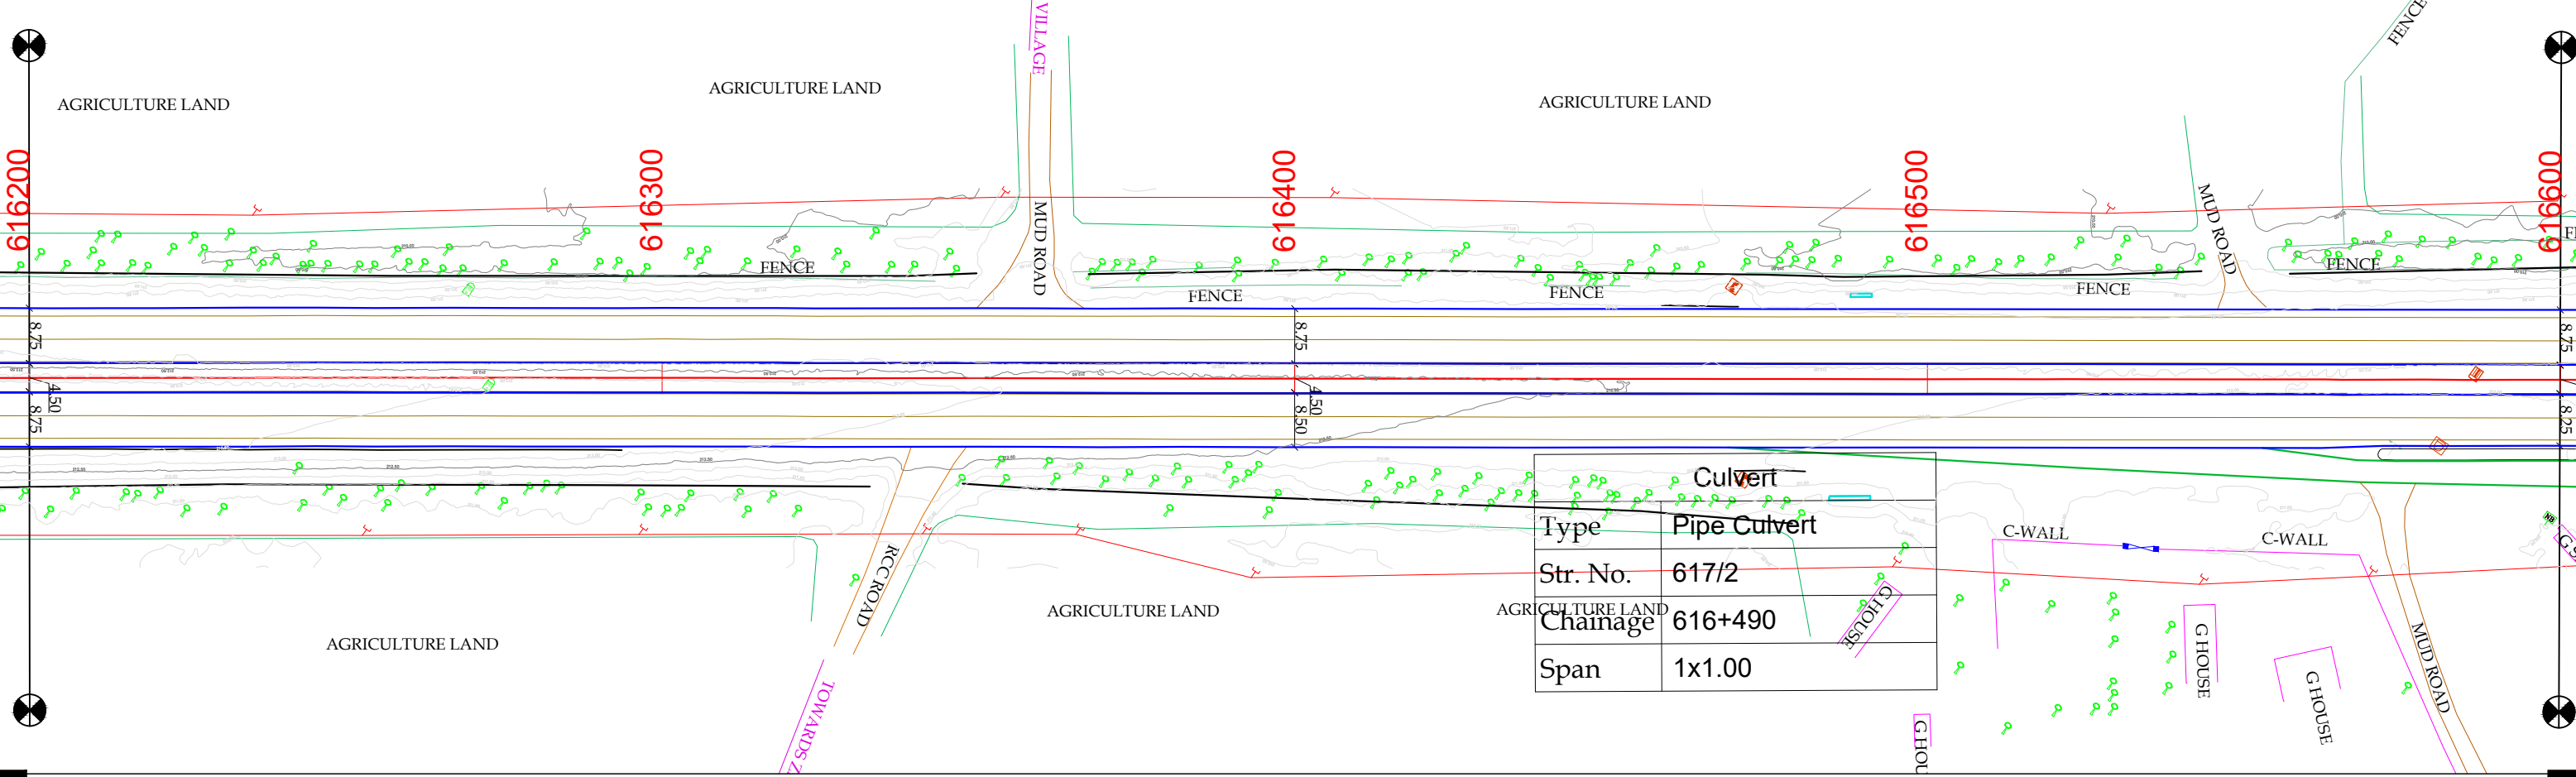 VILLAGE
FENCE
AGRICULTURE LAND
AGRICULTURE LAND
AGRICULTURE LAND
616200
616300
616400
616500
616600
MUD ROAD
MUD ROAD
FENCE
FENCE
FENCE
FENCE
FENCE
8.75
8.75
8.75
4.50
4.50
8.75
8.50
8.25
Culvert
Type Pipe Culvert
Str. No. 617/2
Chainage 616+490
Span 1x1.00
C-WALL
C-WALL
RCC ROAD
AGRICULTURE LAND
AGRICULTURE LAND
AGRICULTURE LAND
G HOUSE
G HOUSE
G HOUSE
MUD ROAD
TOWARDS
G HOU